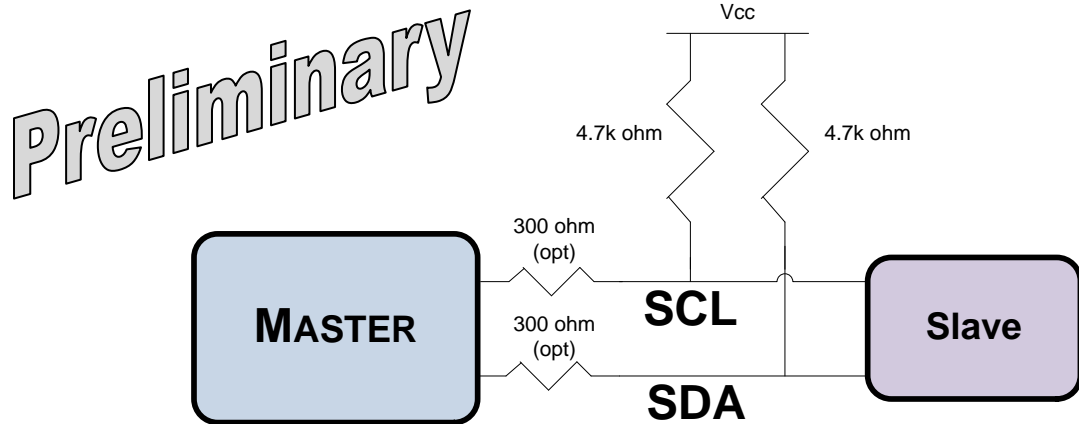 Preliminary
Vcc
4.7k ohm
4.7k ohm
300 ohm
(opt)
MASTER
SCL
Slave
300 ohm
(opt)
SDA